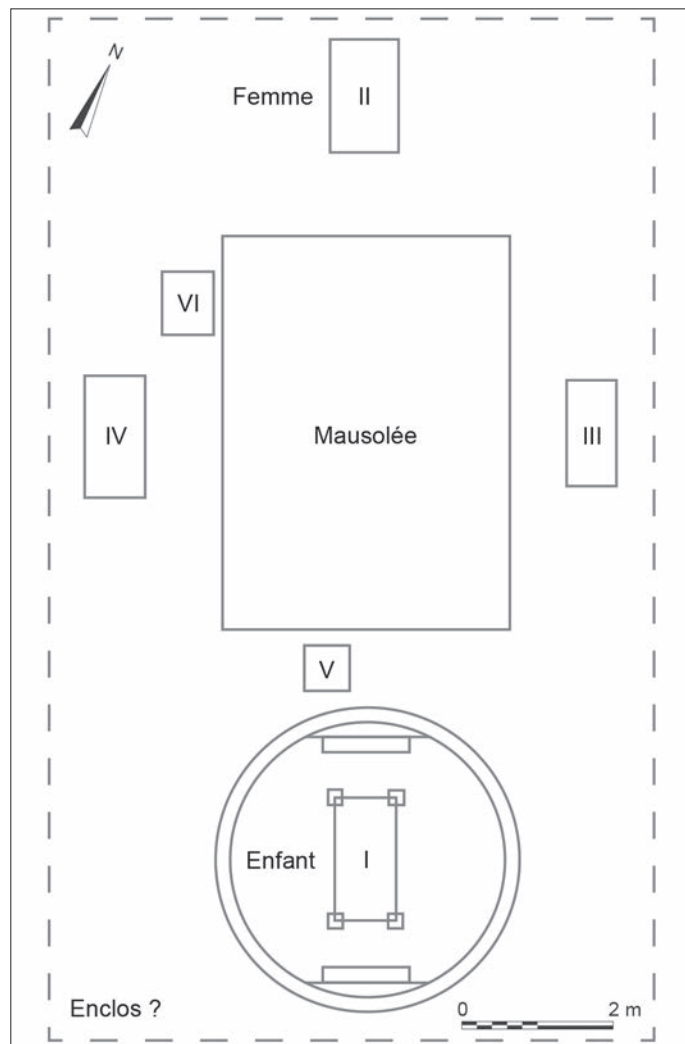 N
Femme II
VI
IV Mausolée III
V
Enfant I
Enclos ? 0 2 m